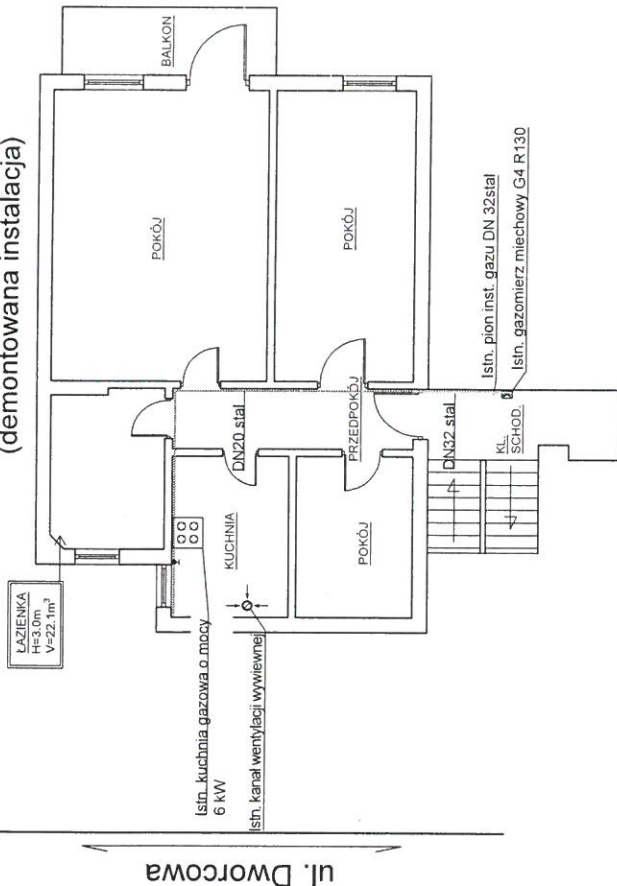 (demontowana instalacja)
BALKON
POKÓJ
POKÓJ
Istn. pion inst. gazu DN 32stal
Istn. gazomierz miechowy G4 R130
DN20 stal
PRZEDPOKÓJ
DN32 stal
KL.
SCHOD.
KUCHNIA
POKÓJ
ŁAZIENKA
H=3.0m
V=22.1m³
Istn. kuchnia gazowa o mocy
6 kW
Istn. kanał wentylacji wywiewnej
ul. Dworcowa